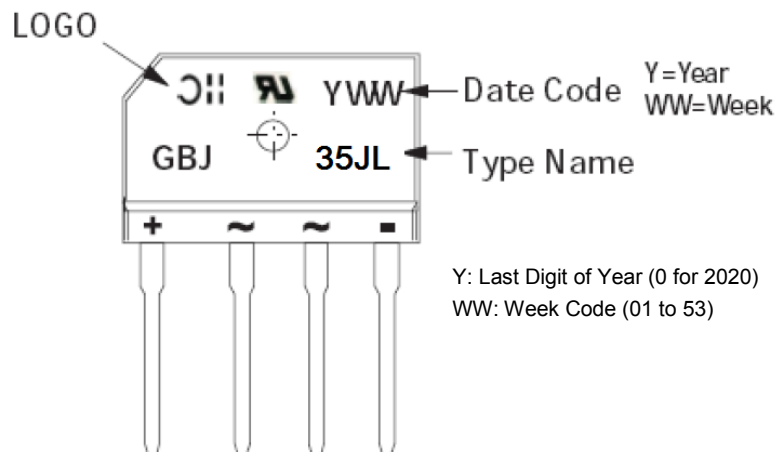 LOGO
YWW
Date Code
Y=Year
WW=Week
GBJ
35JL
Type Name
+ ~ ~ -
Y: Last Digit of Year (0 for 2020)
WW: Week Code (01 to 53)